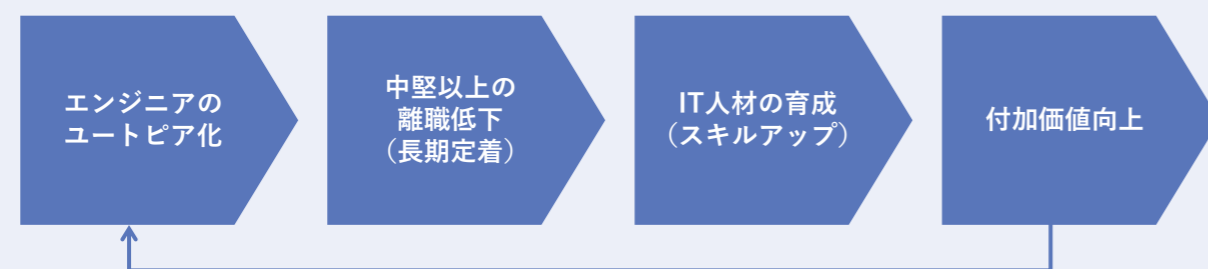 エンジニアの
ユートピア化
中堅以上の
離職低下
（長期定着）
IT人材の育成
（スキルアップ）
付加価値向上